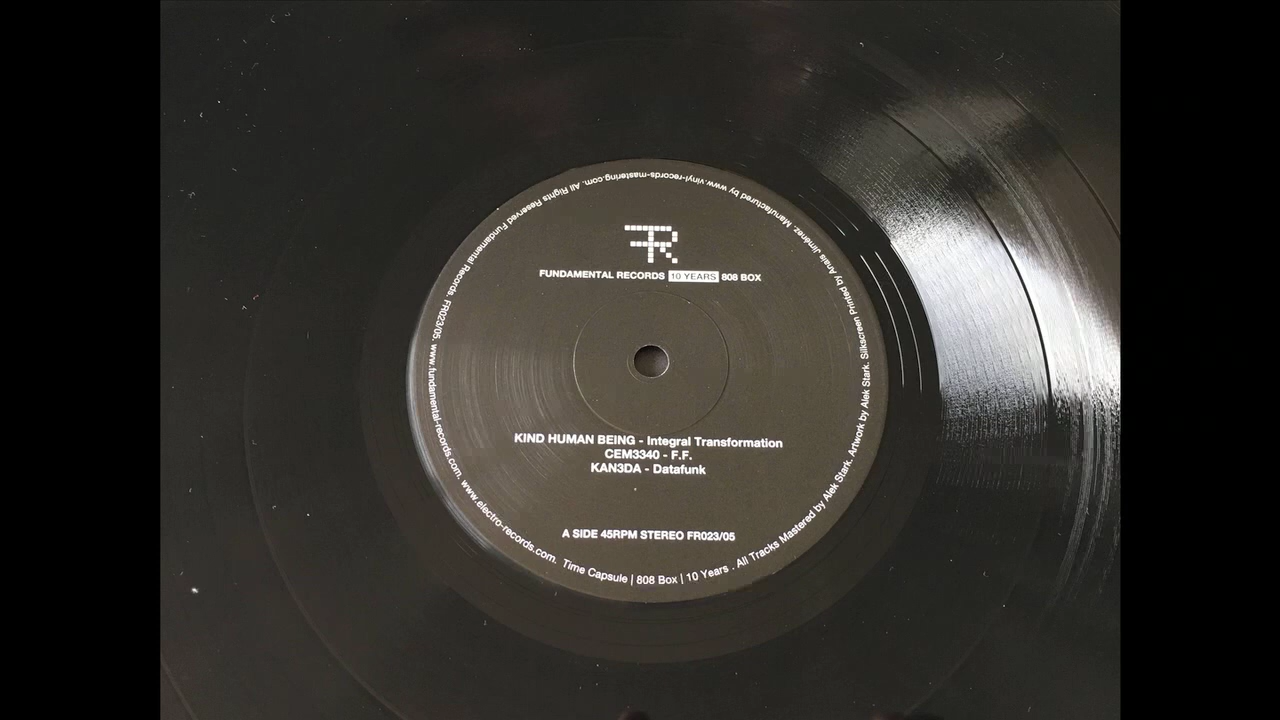 FR
FUNDAMENTAL RECORDS 10 YEARS 808 BOX
KIND HUMAN BEING - Integral Transformation
CEM3340 - F.F.
KAN3DA - Datafunk
A SIDE 45RPM STEREO FR023/05
Time Capsule | 808 Box | 10 Years . All Tracks Mastered by Alek Stark. Artwork by Alek Stark. Silkscreen Printed by Anais Jiménez. Manufactured by www.vinyl-records-mastering.com. All Rights Reserved Fundamental Records. FR023/05. www.fundamental-records.com. www.electro-records.com.